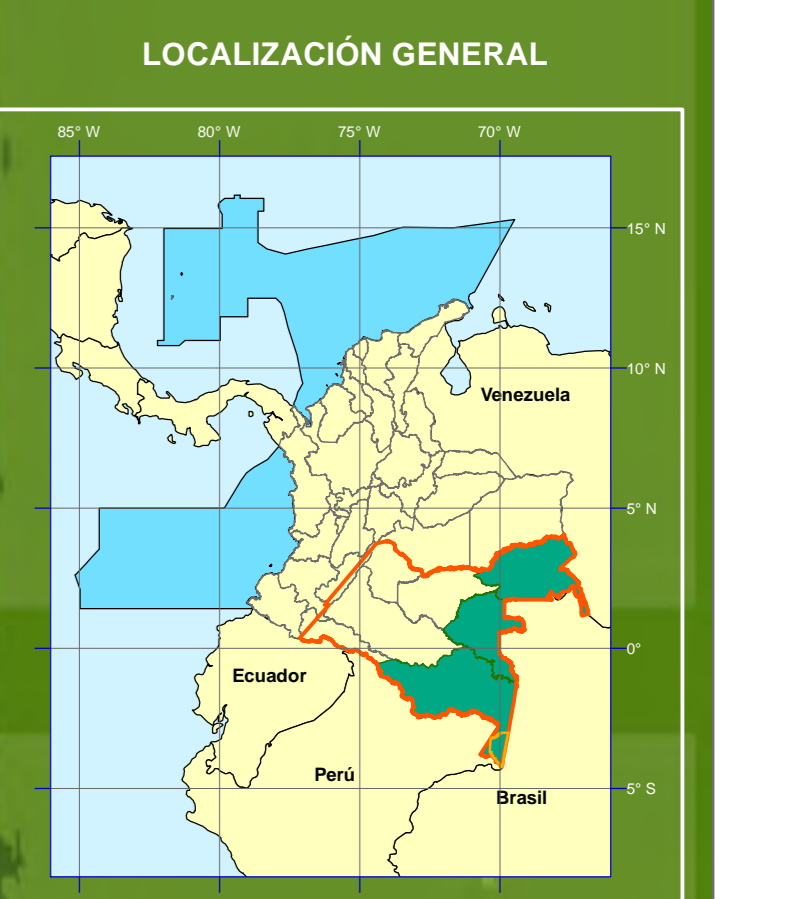 LOCALIZACIÓN GENERAL
85° W 80° W 75° W 70° W
15° N
10° N
Venezuela
5° N
0°
Ecuador
Perú
5° S
Brasil